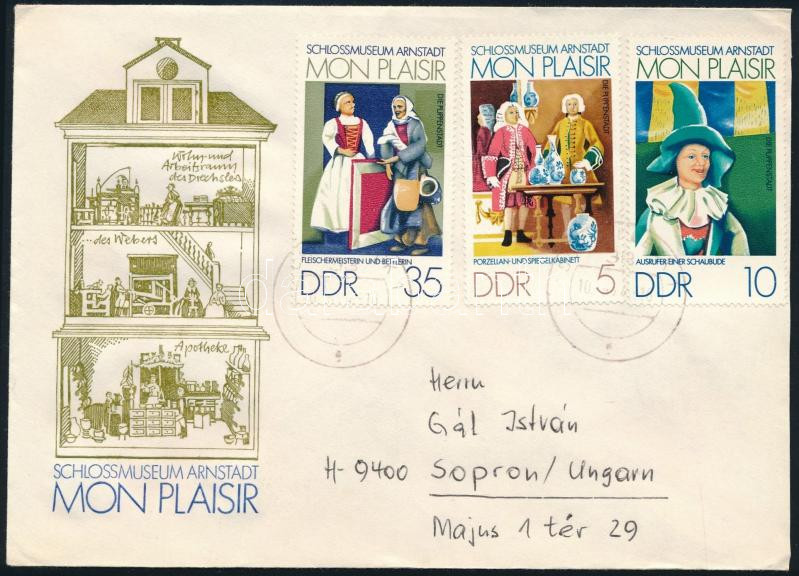 Wohn-und
Arbeitsraum
des Drechslers
...des Webers
Apotheke
SCHLOSSMUSEUM ARNSTADT
MON PLAISIR
SCHLOSSMUSEUM ARNSTADT
MON PLAISIR
DIE PUPPENSTADT
FLEISCHERMEISTERIN UND BETTLERIN
DDR 35
SCHLOSSMUSEUM ARNSTADT
MON PLAISIR
DIE PUPPENSTADT
PORZELLAN- UND SPIEGELKABINETT
DDR 5
SCHLOSSMUSEUM ARNSTADT
MON PLAISIR
DIE PUPPENSTADT
AUSRUFER EINER SCHAUBUDE
DDR 10
Herrn
Gál István
H-9400 Sopron/Ungarn
Május 1 tér 29